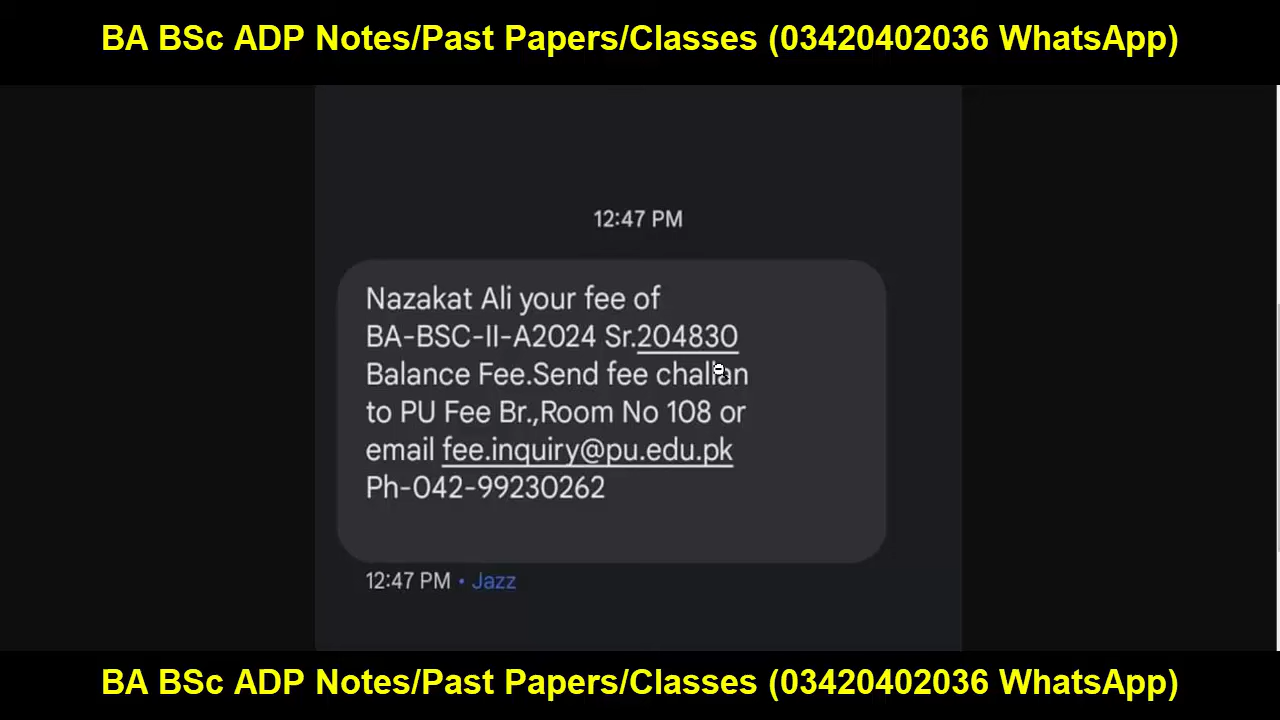 BA BSc ADP Notes/Past Papers/Classes (03420402036 WhatsApp)
12:47 PM
Nazakat Ali your fee of
BA-BSC-II-A2024 Sr.204830
Balance Fee.Send fee challan
to PU Fee Br.,Room No 108 or
email fee.inquiry@pu.edu.pk
Ph-042-99230262
12:47 PM • Jazz
BA BSc ADP Notes/Past Papers/Classes (03420402036 WhatsApp)